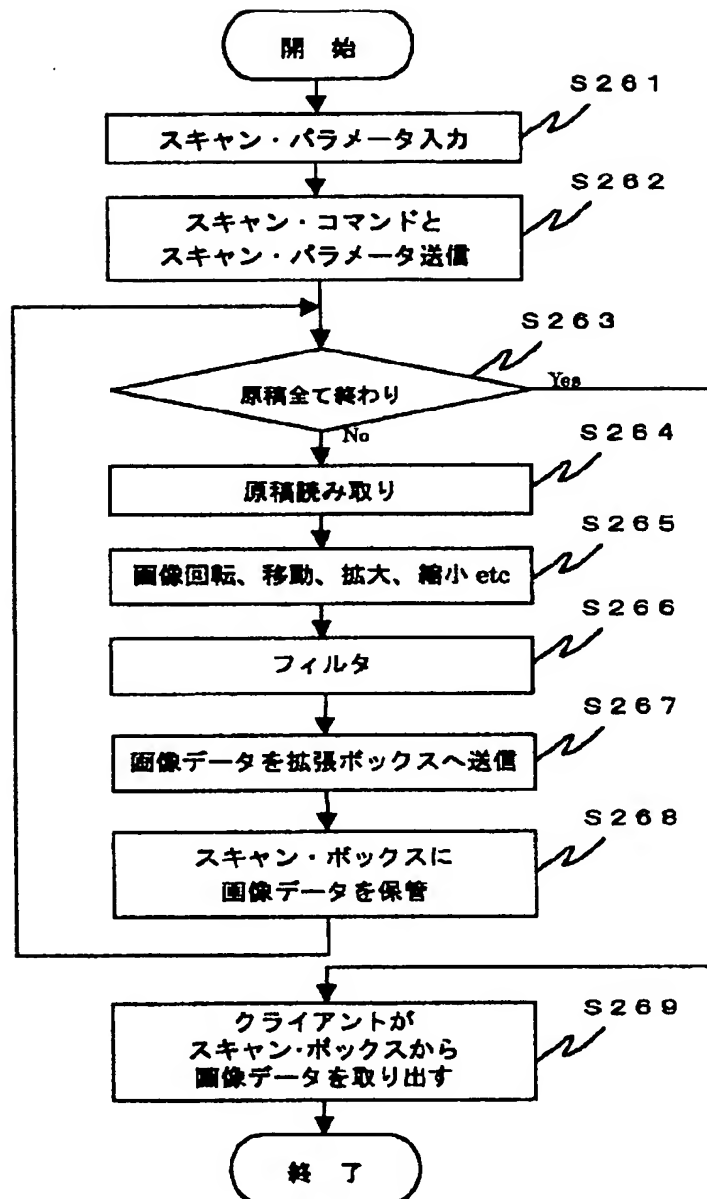 開 始
S261
スキャン・パラメータ入力
S262
スキャン・コマンドと
スキャン・パラメータ送信
S263
原稿全て終わり
Yes
No
S264
原稿読み取り
S265
画像回転、移動、拡大、縮小 etc
S266
フィルタ
S267
画像データを拡張ボックスへ送信
S268
スキャン・ボックスに
画像データを保管
S269
クライアントが
スキャン・ボックスから
画像データを取り出す
終 了